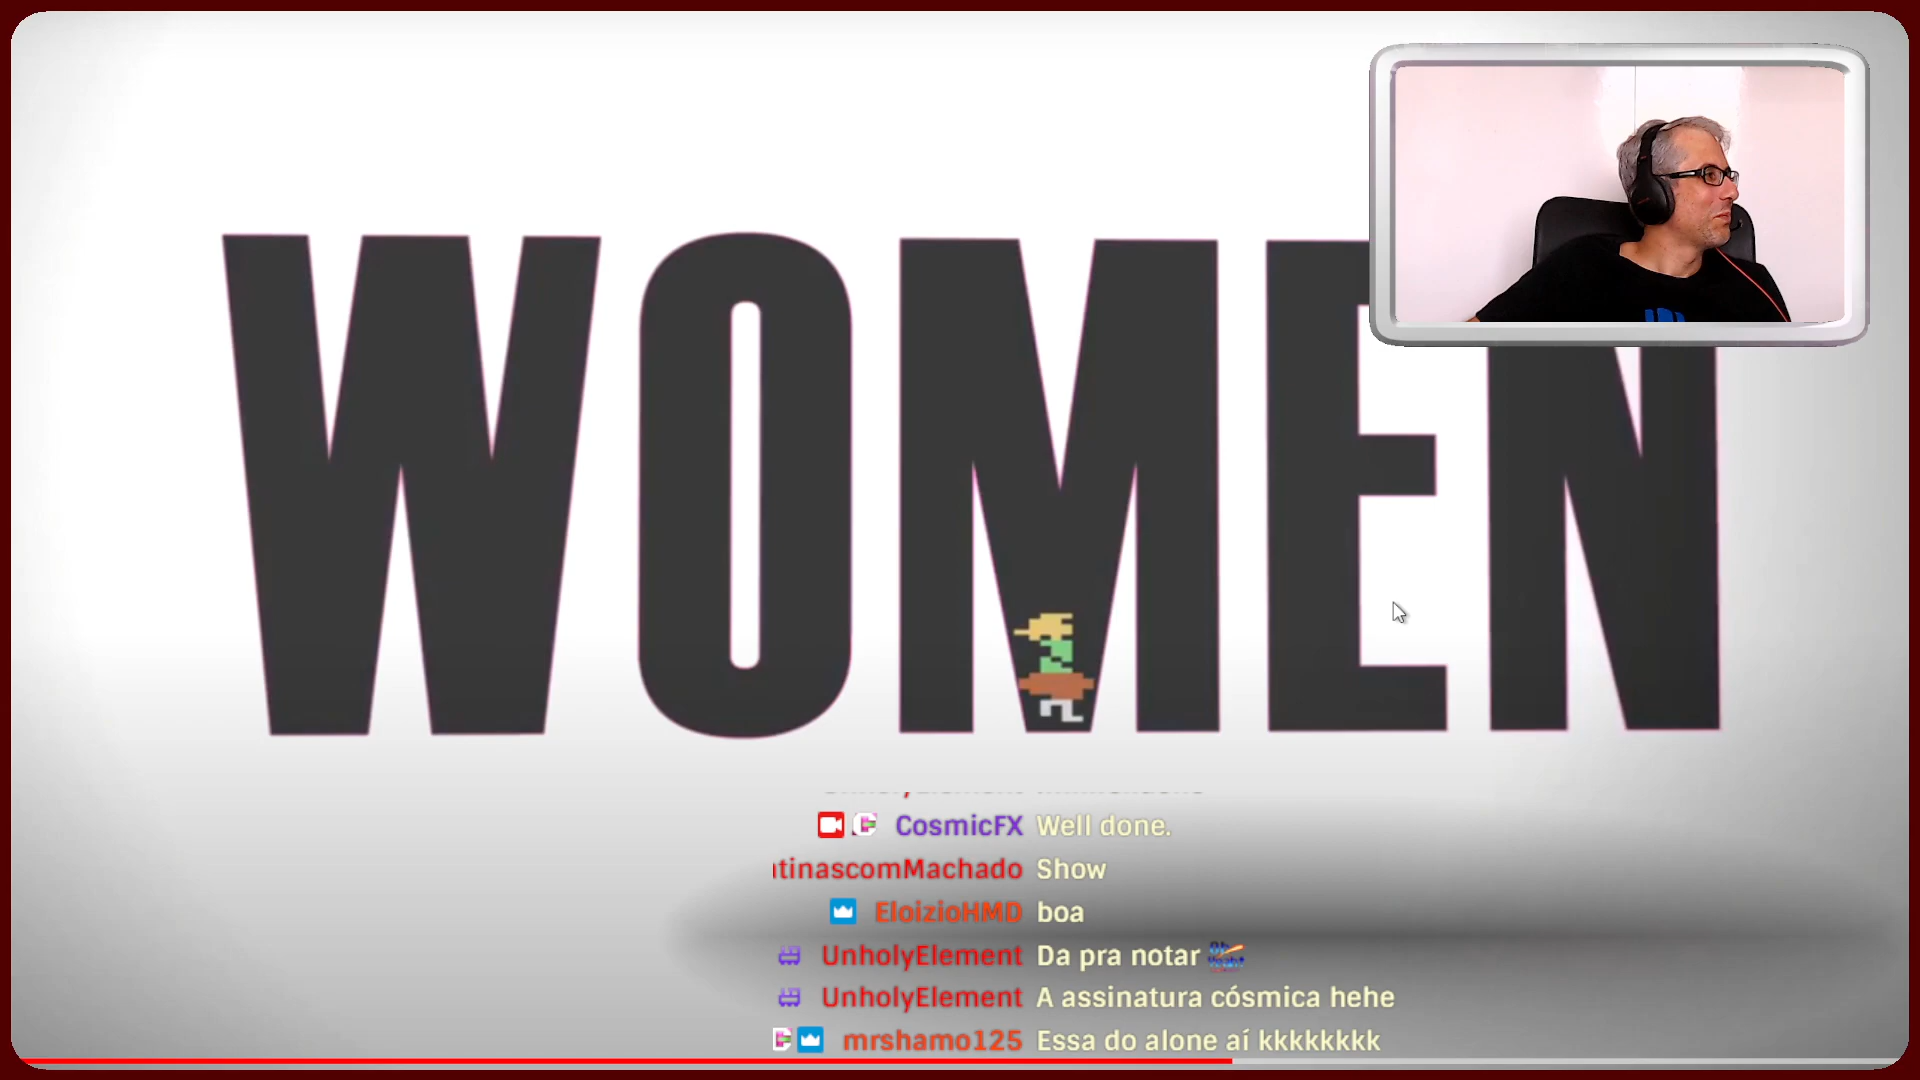 WOMEN
CosmicFX Well done.
tinascomMachado Show
EloizioHMD boa
UnholyElement Da pra notar
UnholyElement A assinatura cósmica hehe
mrshamo125 Essa do alone aí kkkkkkkk